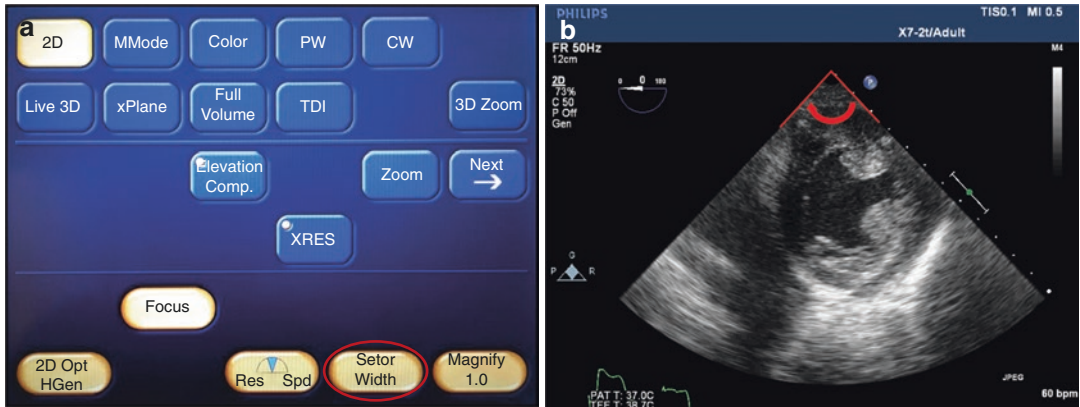 a
2D
MMode
Color
PW
CW
Live 3D
xPlane
Full
Volume
TDI
3D Zoom
Elevation
Comp.
Zoom
Next
XRES
Focus
2D Opt
HGen
Res Spd
Setor
Width
Magnify
1.0
b
PHILIPS
TIS0.1 MI 0.5
X7-2t/Adult
FR 50Hz
12cm
M4
2D
73%
C 50
P Off
Gen
0 0 180
P
G
P R
JPEG
PAT T: 37.0C
TEE T: 38.7C
60 bpm